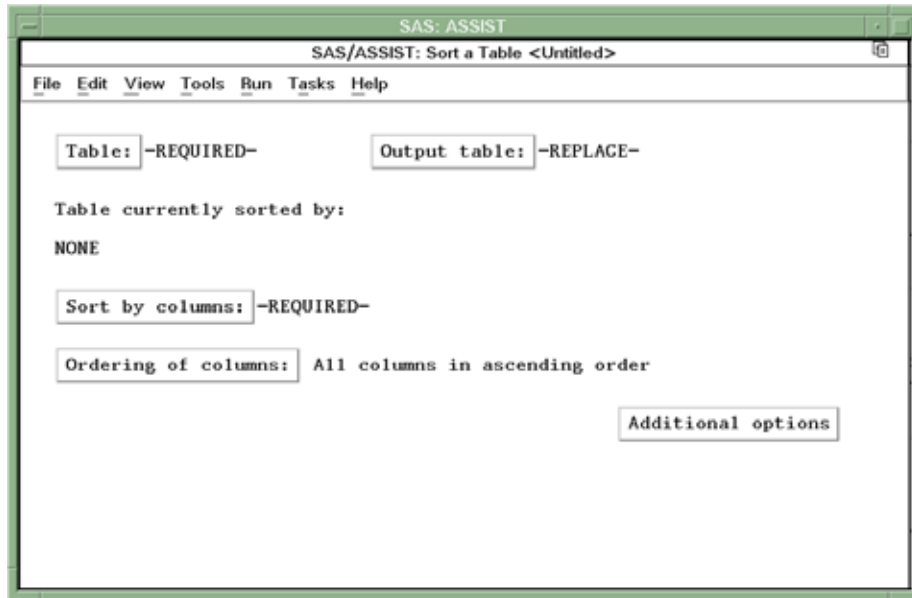 SAS: ASSIST
SAS/ASSIST: Sort a Table <Untitled>
File Edit View Tools Run Tasks Help
Table: -REQUIRED- Output table: -REPLACE-
Table currently sorted by:
NONE
Sort by columns: -REQUIRED-
Ordering of columns: All columns in ascending order
Additional options